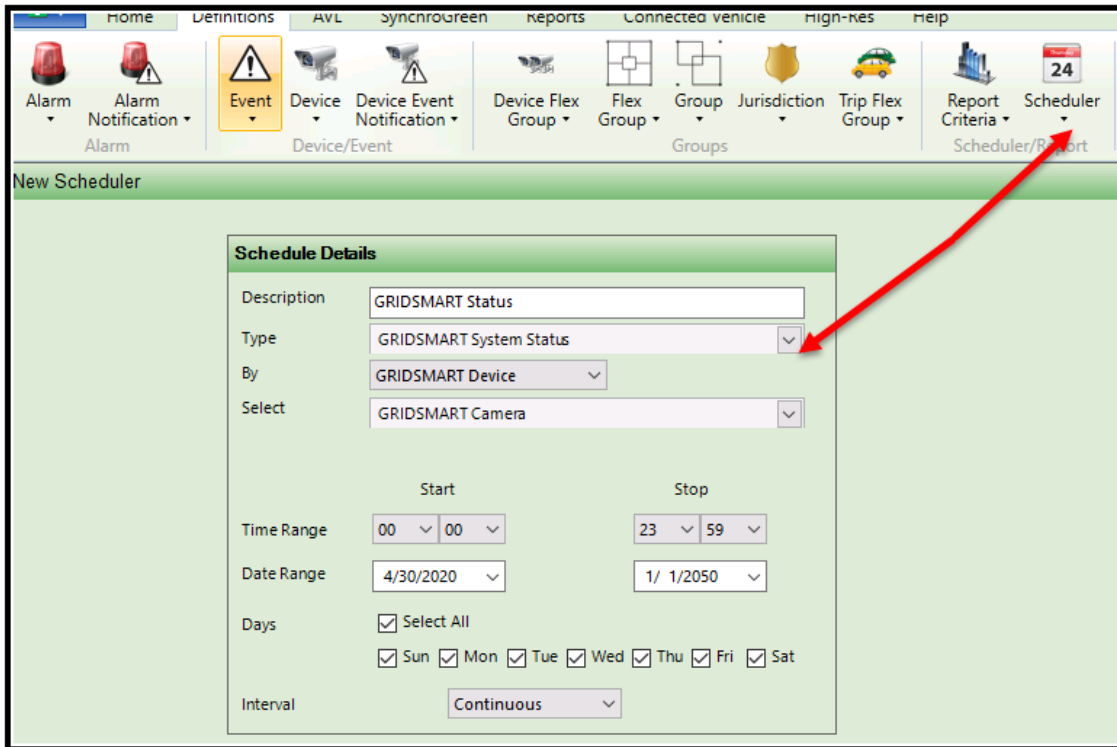 Home Definitions AVL SynchroGreen Reports Connected Vehicle High-Res Help
Thursday
24
Alarm Alarm Notification Event Device Device Event Notification Device Flex Group Flex Group Group Jurisdiction Trip Flex Group Report Criteria Scheduler
Alarm Device/Event Groups Scheduler/Report
New Scheduler
Schedule Details
Description GRIDSMART Status
Type GRIDSMART System Status
By GRIDSMART Device
Select GRIDSMART Camera
Start Stop
Time Range 00 00 23 59
Date Range 4/30/2020 1/ 1/2050
Days Select All
Sun Mon Tue Wed Thu Fri Sat
Interval Continuous